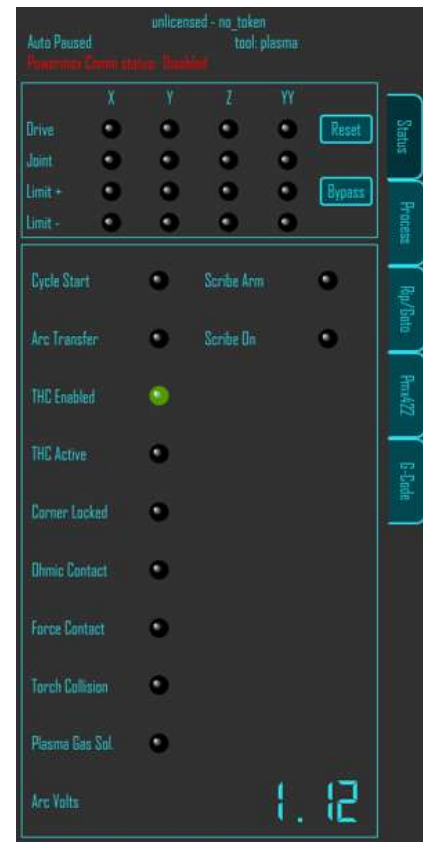 unlicensed - no_token
Auto Paused tool: plasma
Powermax Comm status: Disabled
X Y Z YY
Drive Reset
Joint
Limit + Bypass
Limit -
Cycle Start Scribe Arm
Arc Transfer Scribe On
THC Enabled
THC Active
Corner Locked
Ohmic Contact
Force Contact
Torch Collision
Plasma Gas Sol.
Arc Volts 1.12
Status
Process
Rip/Goto
Pmx422
G-Code